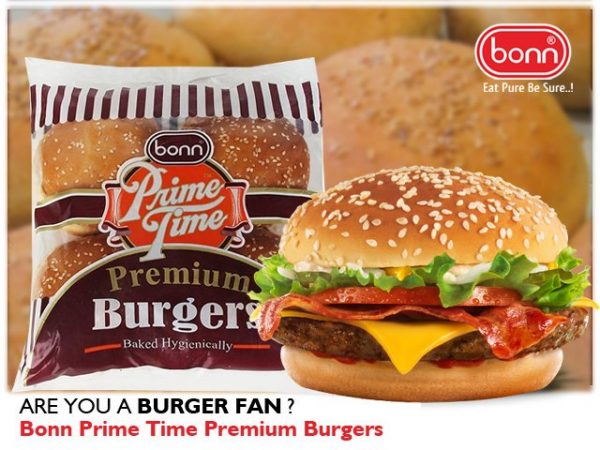 bonn®
Eat Pure Be Sure..!
bonn
Prime
Time
Premium
Burgers
Baked Hygienically
ARE YOU A BURGER FAN ?
Bonn Prime Time Premium Burgers